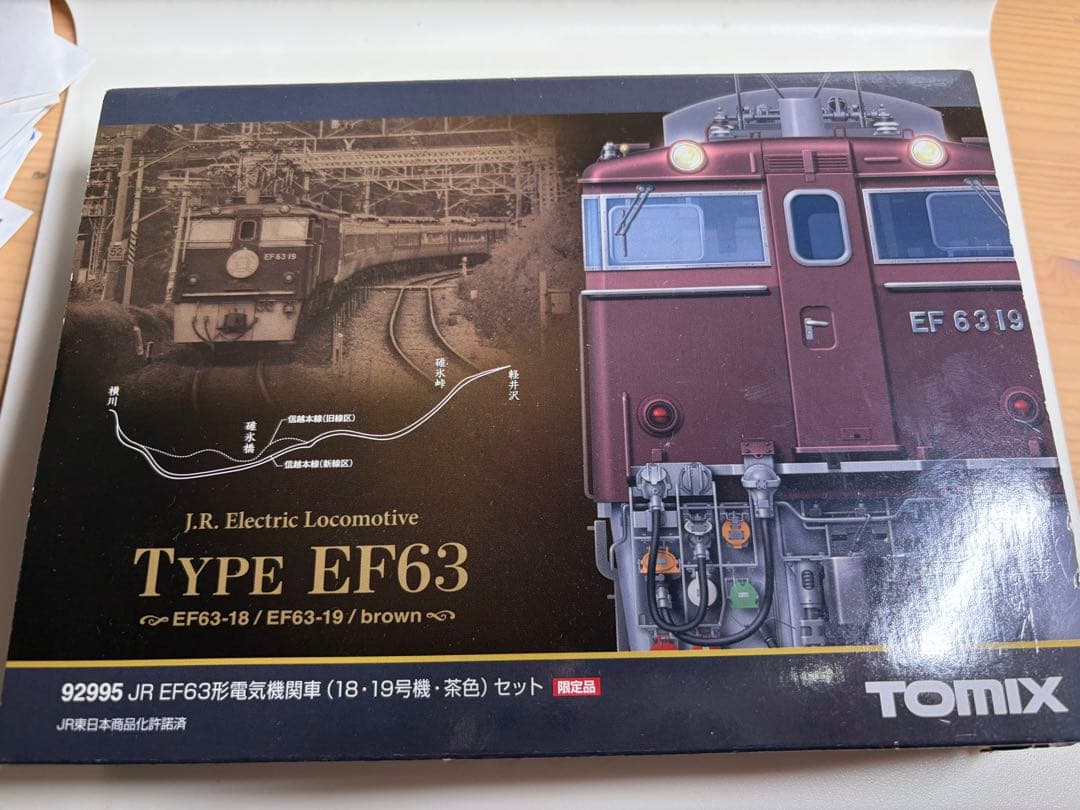 EF 63 19
52
EF 63 19
横川
碓氷橋
碓氷峠
軽井沢
信越本線(旧線区)
信越本線(新線区)
J.R. Electric Locomotive
TYPE EF63
EF63-18 / EF63-19 / brown
92995 JR EF63形電気機関車(18・19号機・茶色)セット 限定品
JR東日本商品化許諾済
TOMIX